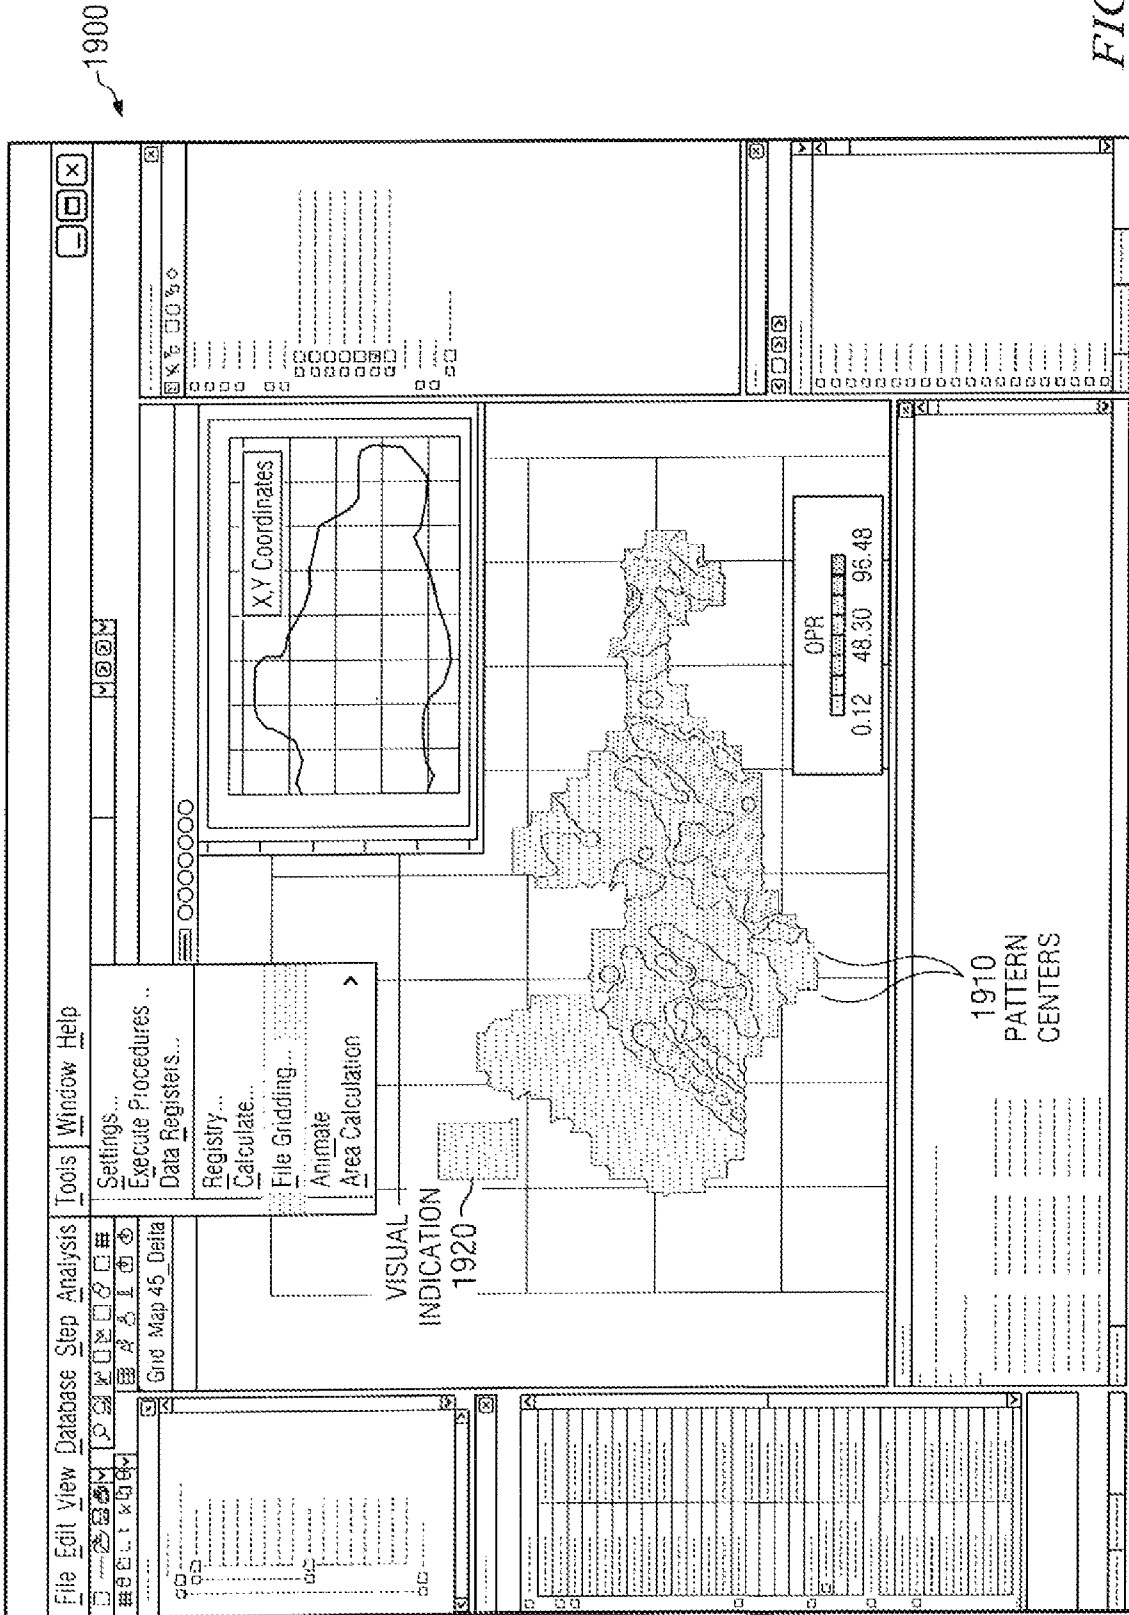 1900
File Edit View Database Step Analysis Tools Window Help
Settings...
Execute Procedures ..
Data Registers...
Registry...
Calculate...
File Gridding...
Animate
Area Calculation >
Grid Map 45_Delta
X,Y Coordinates
VISUAL
INDICATION
1920
OPR
0.12 48.30 96.48
1910
PATTERN
CENTERS